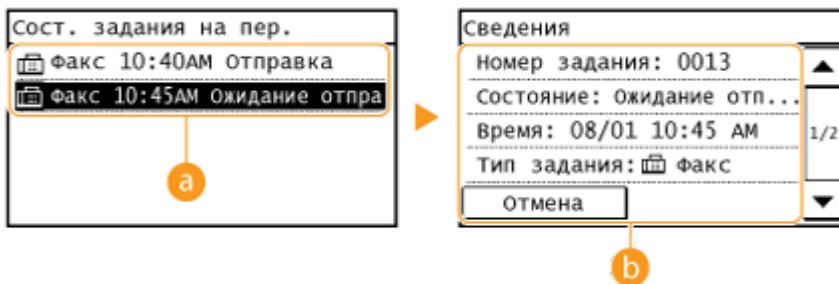 Сост. задания на пер.
Факс 10:40AM Отправка
Факс 10:45AM Ожидание отпра
a
Сведения
Номер задания: 0013
Состояние: Ожидание отп...
Время: 08/01 10:45 AM
1/2
Тип задания: Факс
Отмена
b